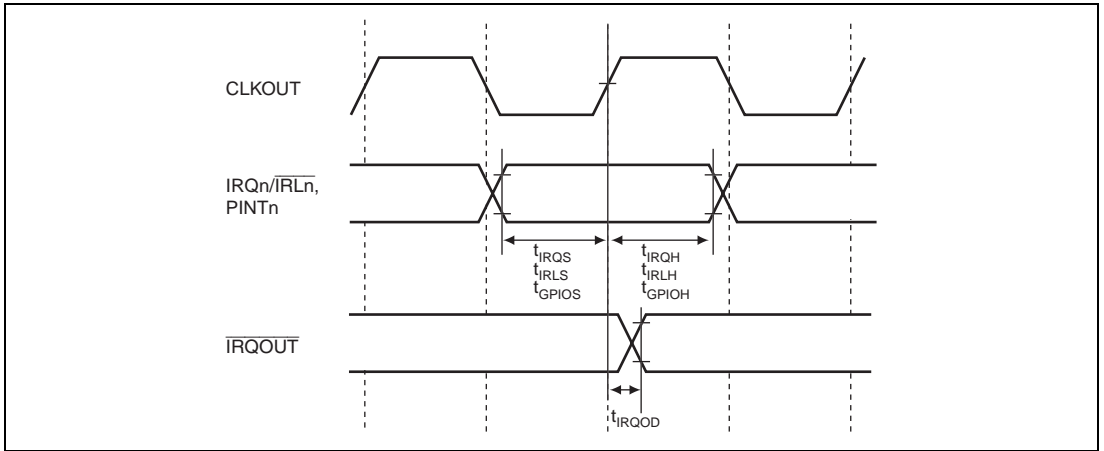 CLKOUT
IRQn/IRLn,
PINTn
tIRQS
tIRLS
tGPIOS
tIRQH
tIRLH
tGPIOH
IRQOUT
tIRQOD